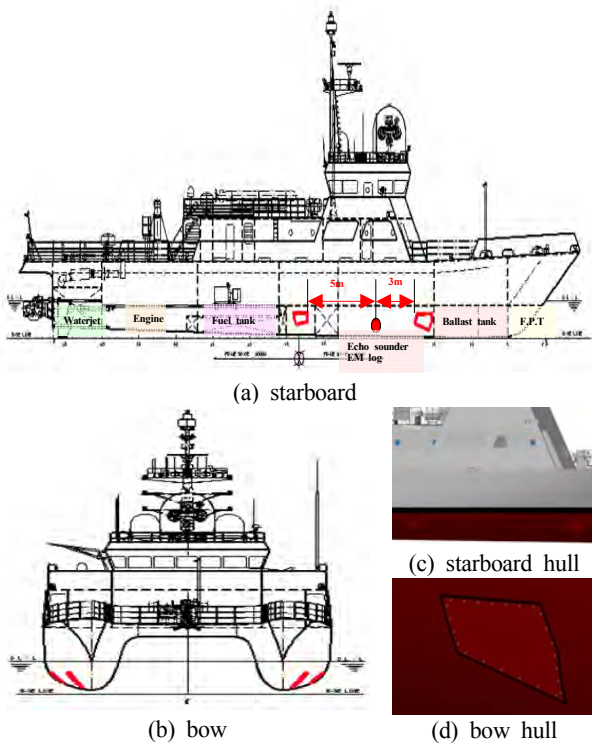 5m
3m
Waterjet
Engine
Fuel tank
Ballast tank
F.P.T
Echo sounder
EM log
(a) starboard
(b) bow
(c) starboard hull
(d) bow hull